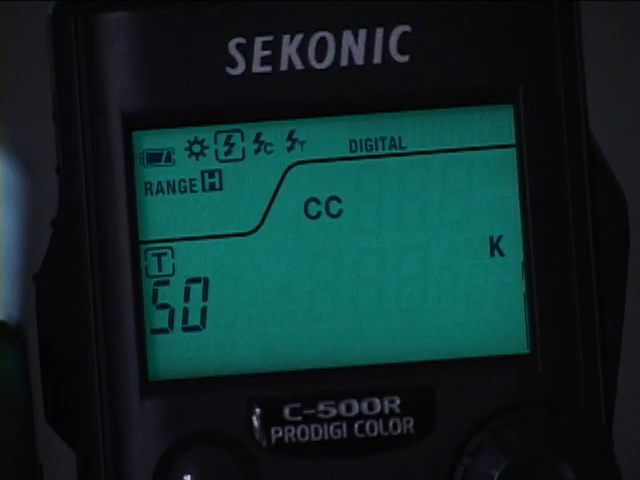 SEKONIC
C T DIGITAL
RANGE H
CC
K
T
50
C-500R
PRODIGI COLOR